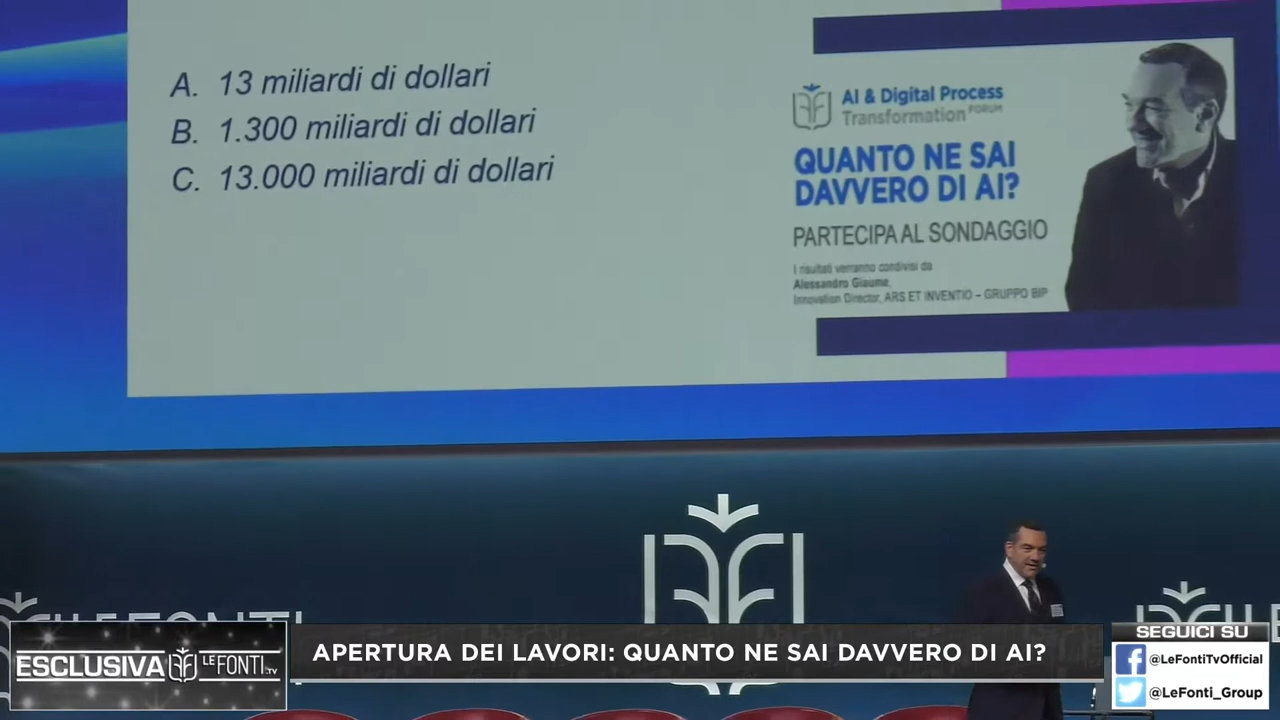 A. 13 miliardi di dollari
B. 1.300 miliardi di dollari
C. 13.000 miliardi di dollari
AI & Digital Process
Transformation FORUM
QUANTO NE SAI
DAVVERO DI AI?
PARTECIPA AL SONDAGGIO
I risultati verranno condivisi da
Alessandro Giaume,
Innovation Director, ARS ET INVENTIO – GRUPPO BIP
LE FONTI
LE
ESCLUSIVA LE FONTI TV
APERTURA DEI LAVORI: QUANTO NE SAI DAVVERO DI AI?
SEGUICI SU
@LeFontiTvOfficial
@LeFonti_Group